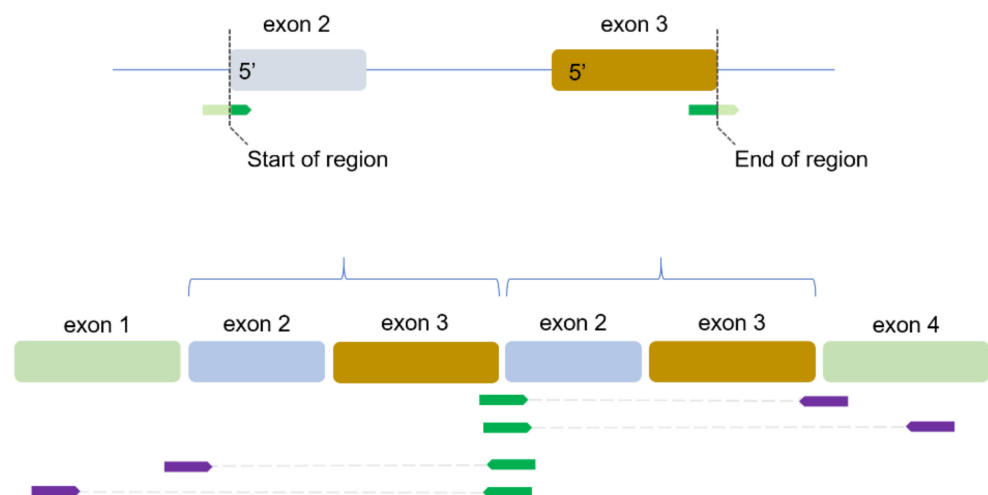 exon 2
exon 3
5’
5’
Start of region
End of region
exon 1
exon 2
exon 3
exon 2
exon 3
exon 4